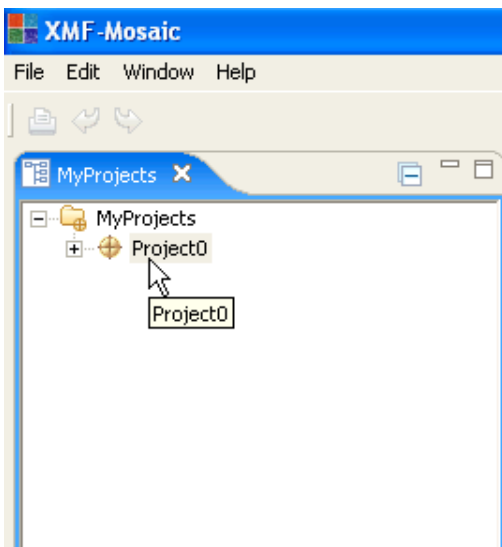 XMF-Mosaic
File Edit Window Help
MyProjects
MyProjects
Project0
Project0